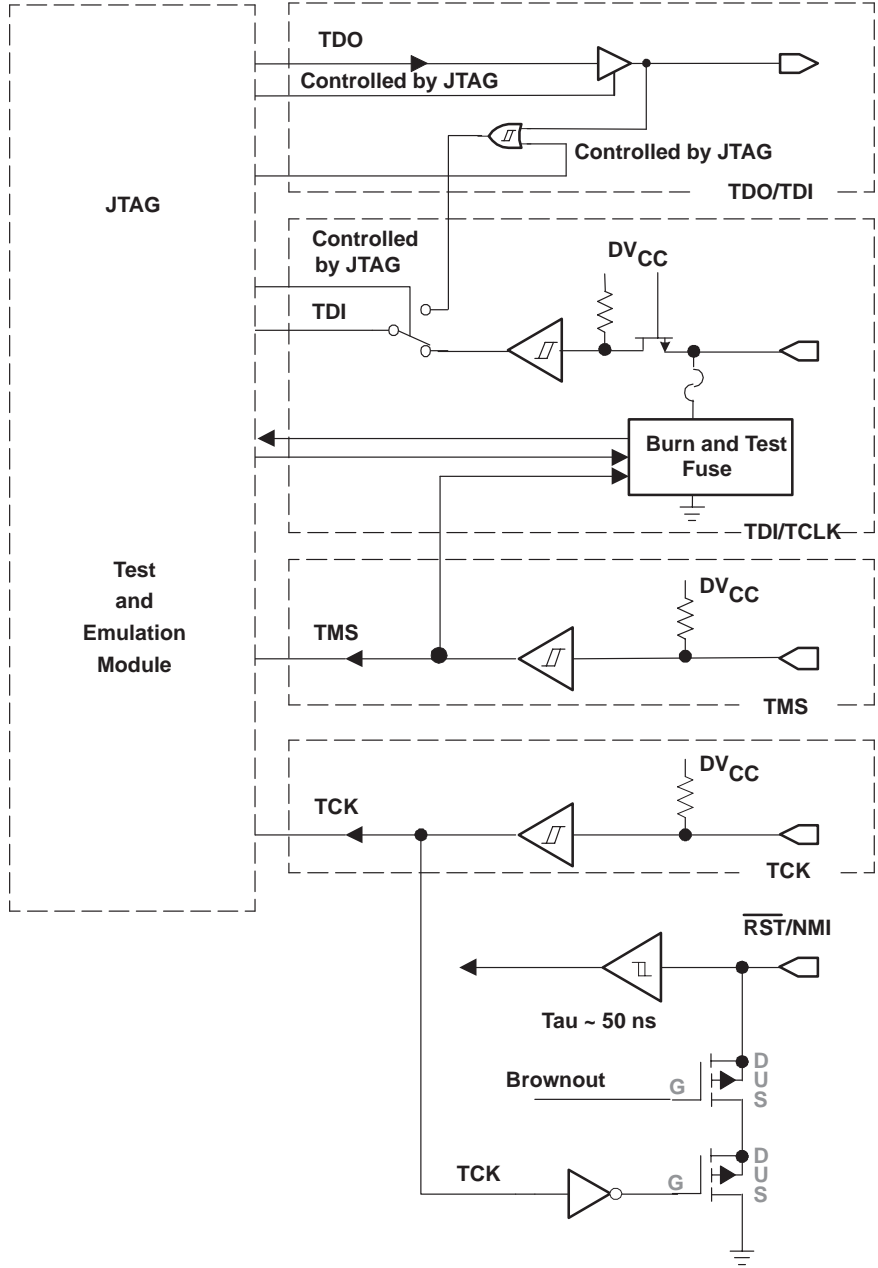 TDO
Controlled by JTAG
Controlled by JTAG
TDO/TDI
JTAG
Controlled
by JTAG
TDI
DVCC
Burn and Test
Fuse
TDI/TCLK
Test
and
Emulation
Module
DVCC
TMS
TMS
DVCC
TCK
TCK
RST/NMI
Tau ~ 50 ns
Brownout
G
D
U
S
TCK
G
D
U
S